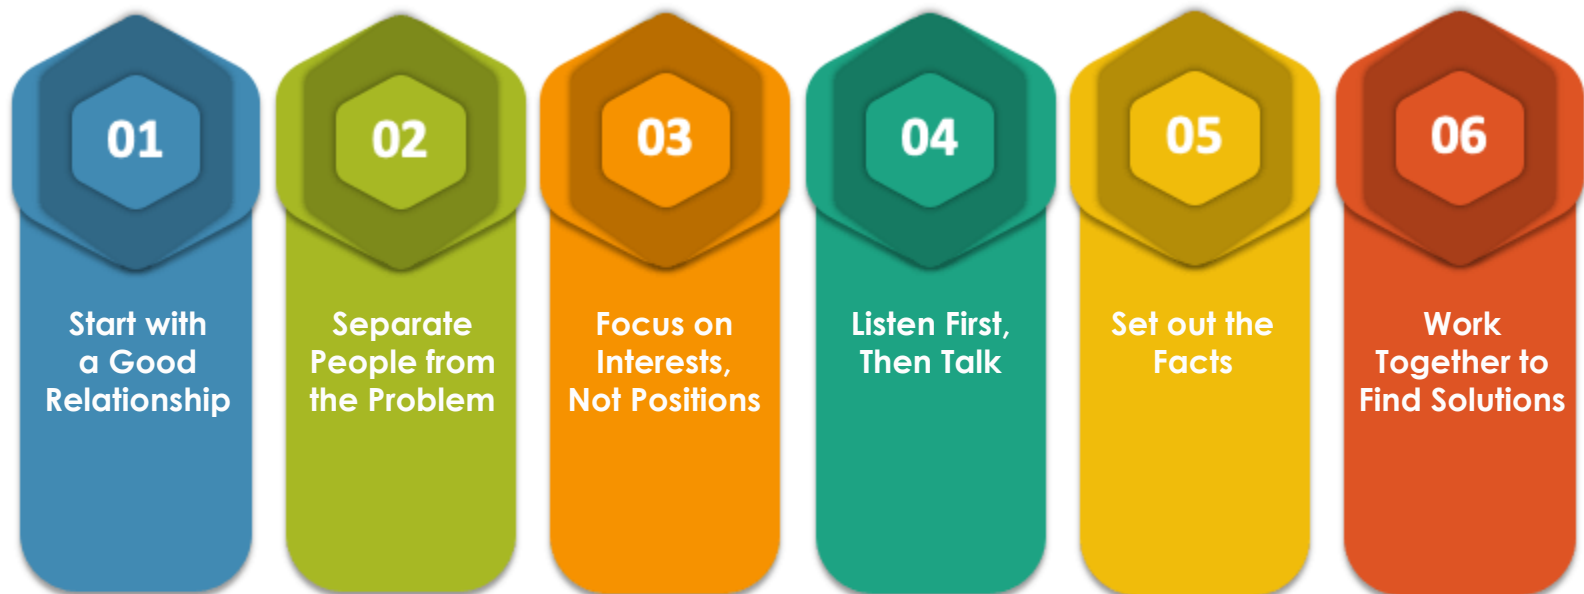 01
Start with
a Good
Relationship
02
Separate
People from
the Problem
03
Focus on
Interests,
Not Positions
04
Listen First,
Then Talk
05
Set out the
Facts
06
Work
Together to
Find Solutions